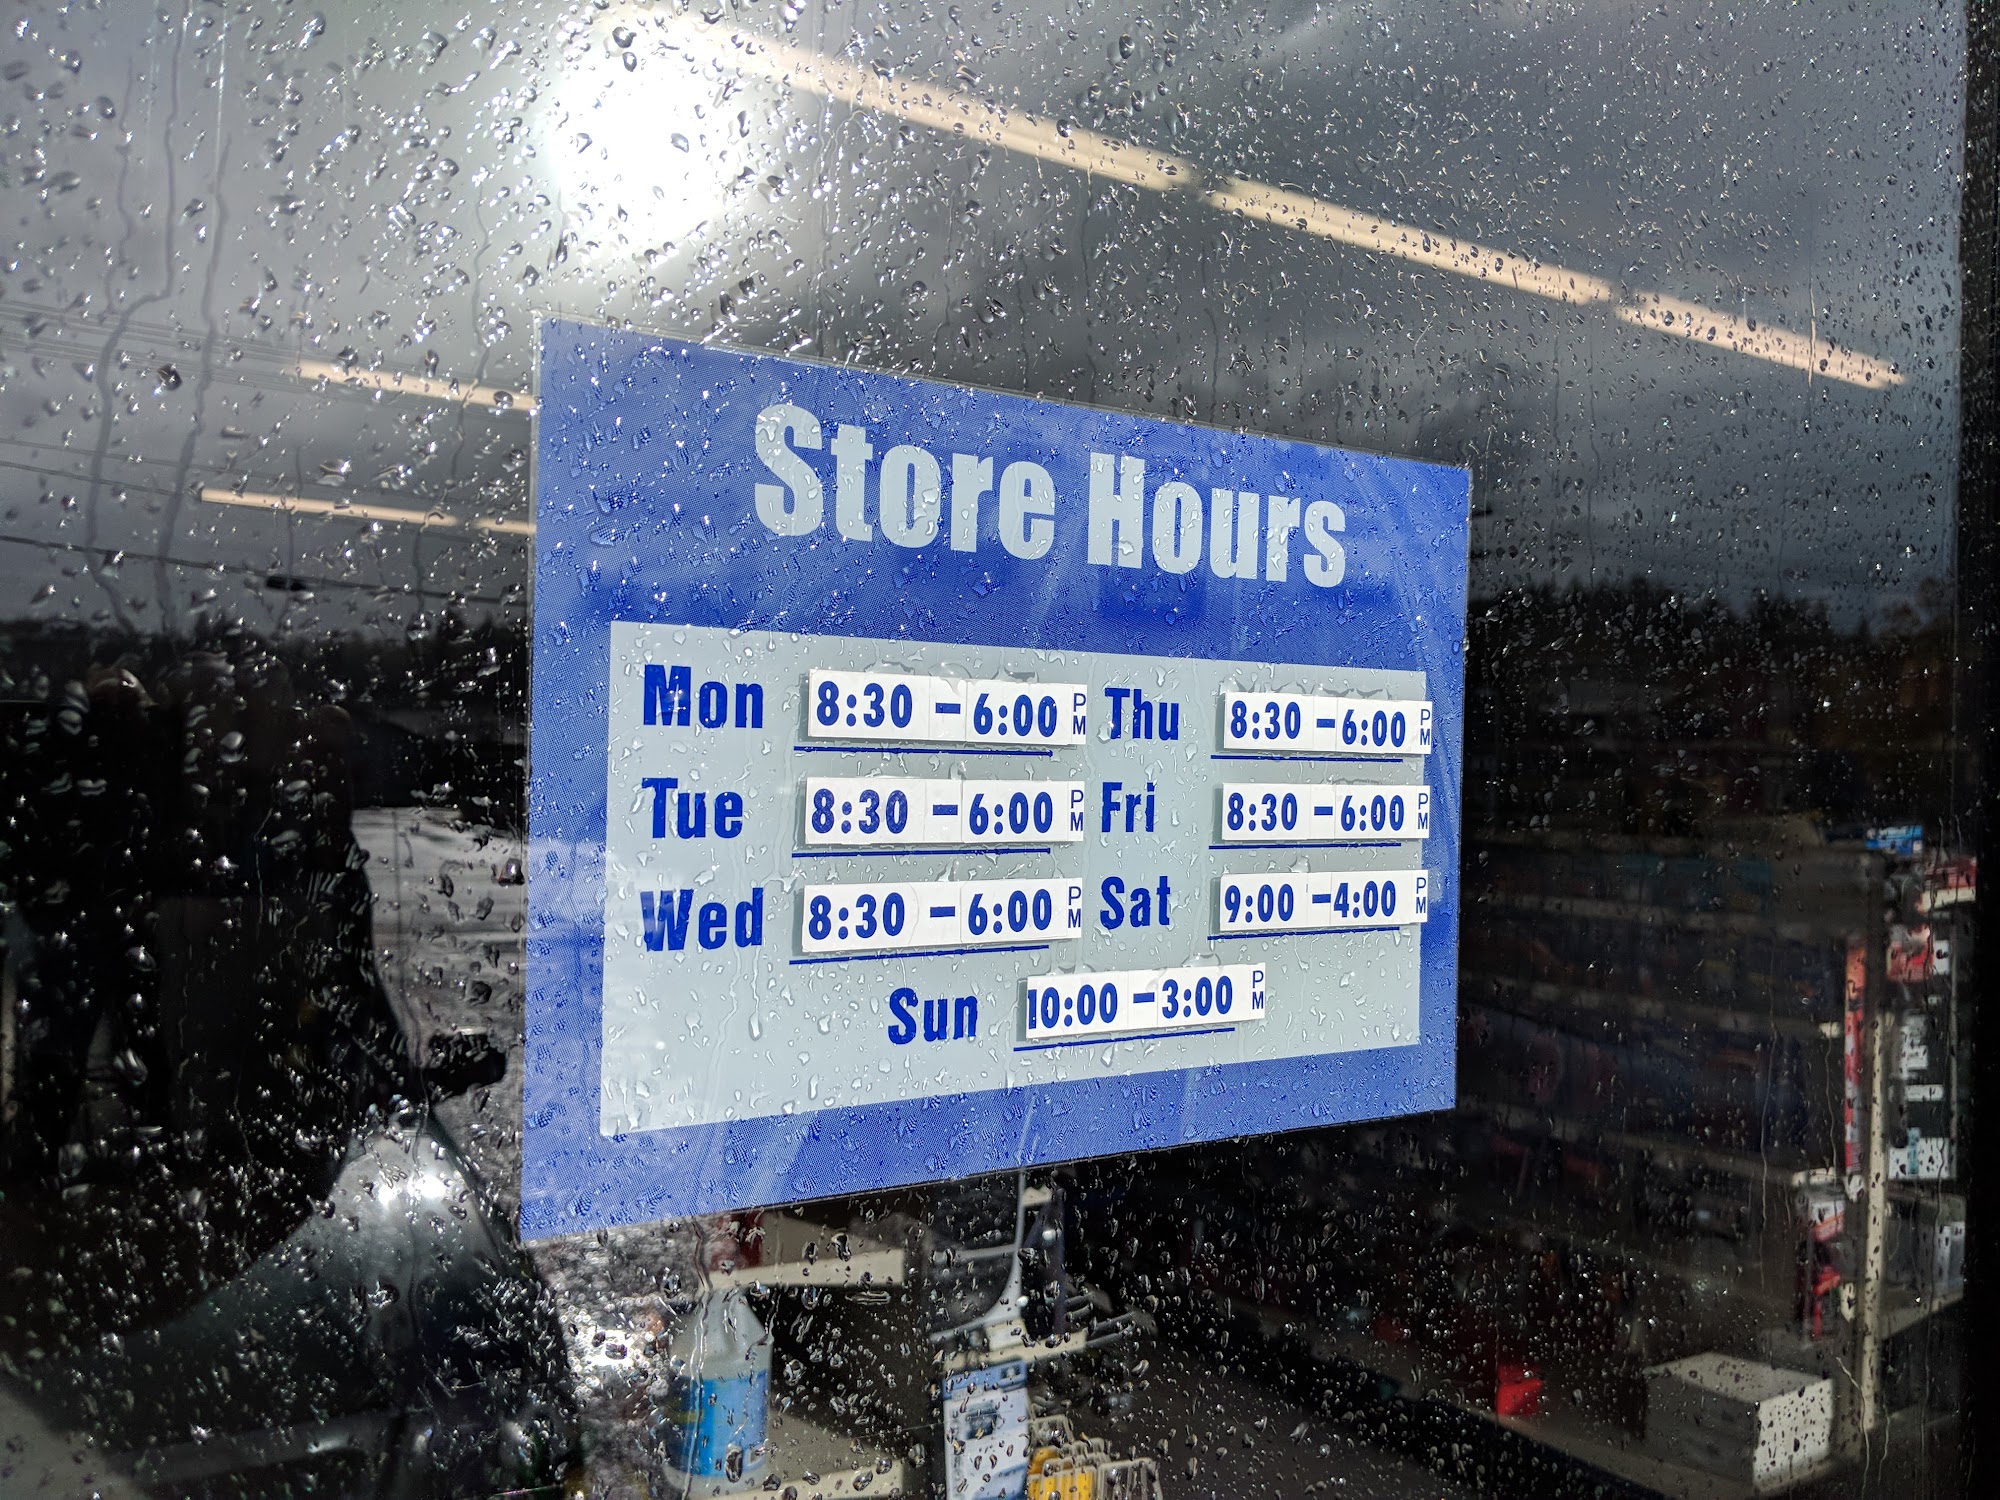 Store Hours
Mon 8:30 - 6:00 PM Thu 8:30 - 6:00 PM
Tue 8:30 - 6:00 PM Fri 8:30 - 6:00 PM
Wed 8:30 - 6:00 PM Sat 9:00 - 4:00 PM
Sun 10:00 - 3:00 PM